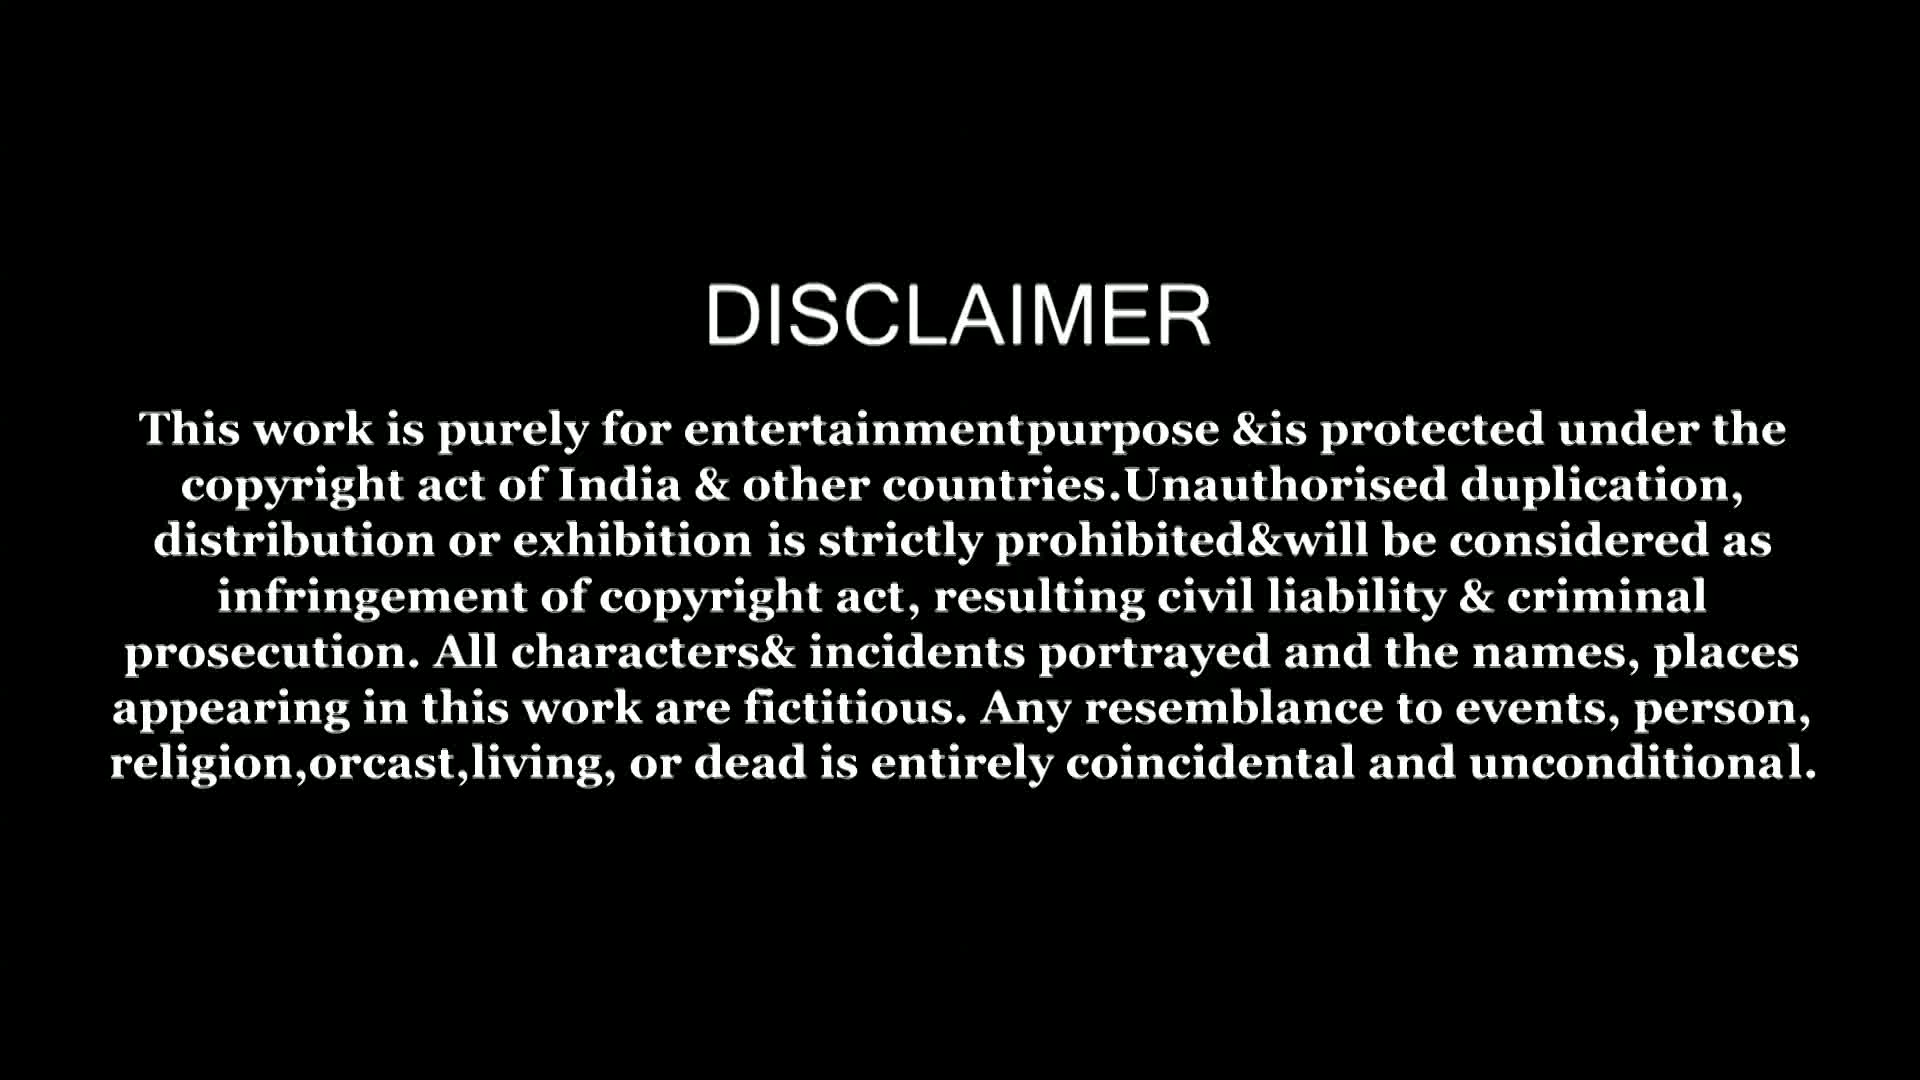 DISCLAIMER
This work is purely for entertainmentpurpose &is protected under the
copyright act of India & other countries.Unauthorised duplication,
distribution or exhibition is strictly prohibited&will be considered as
infringement of copyright act, resulting civil liability & criminal
prosecution. All characters& incidents portrayed and the names, places
appearing in this work are fictitious. Any resemblance to events, person,
religion,orcast,living, or dead is entirely coincidental and unconditional.